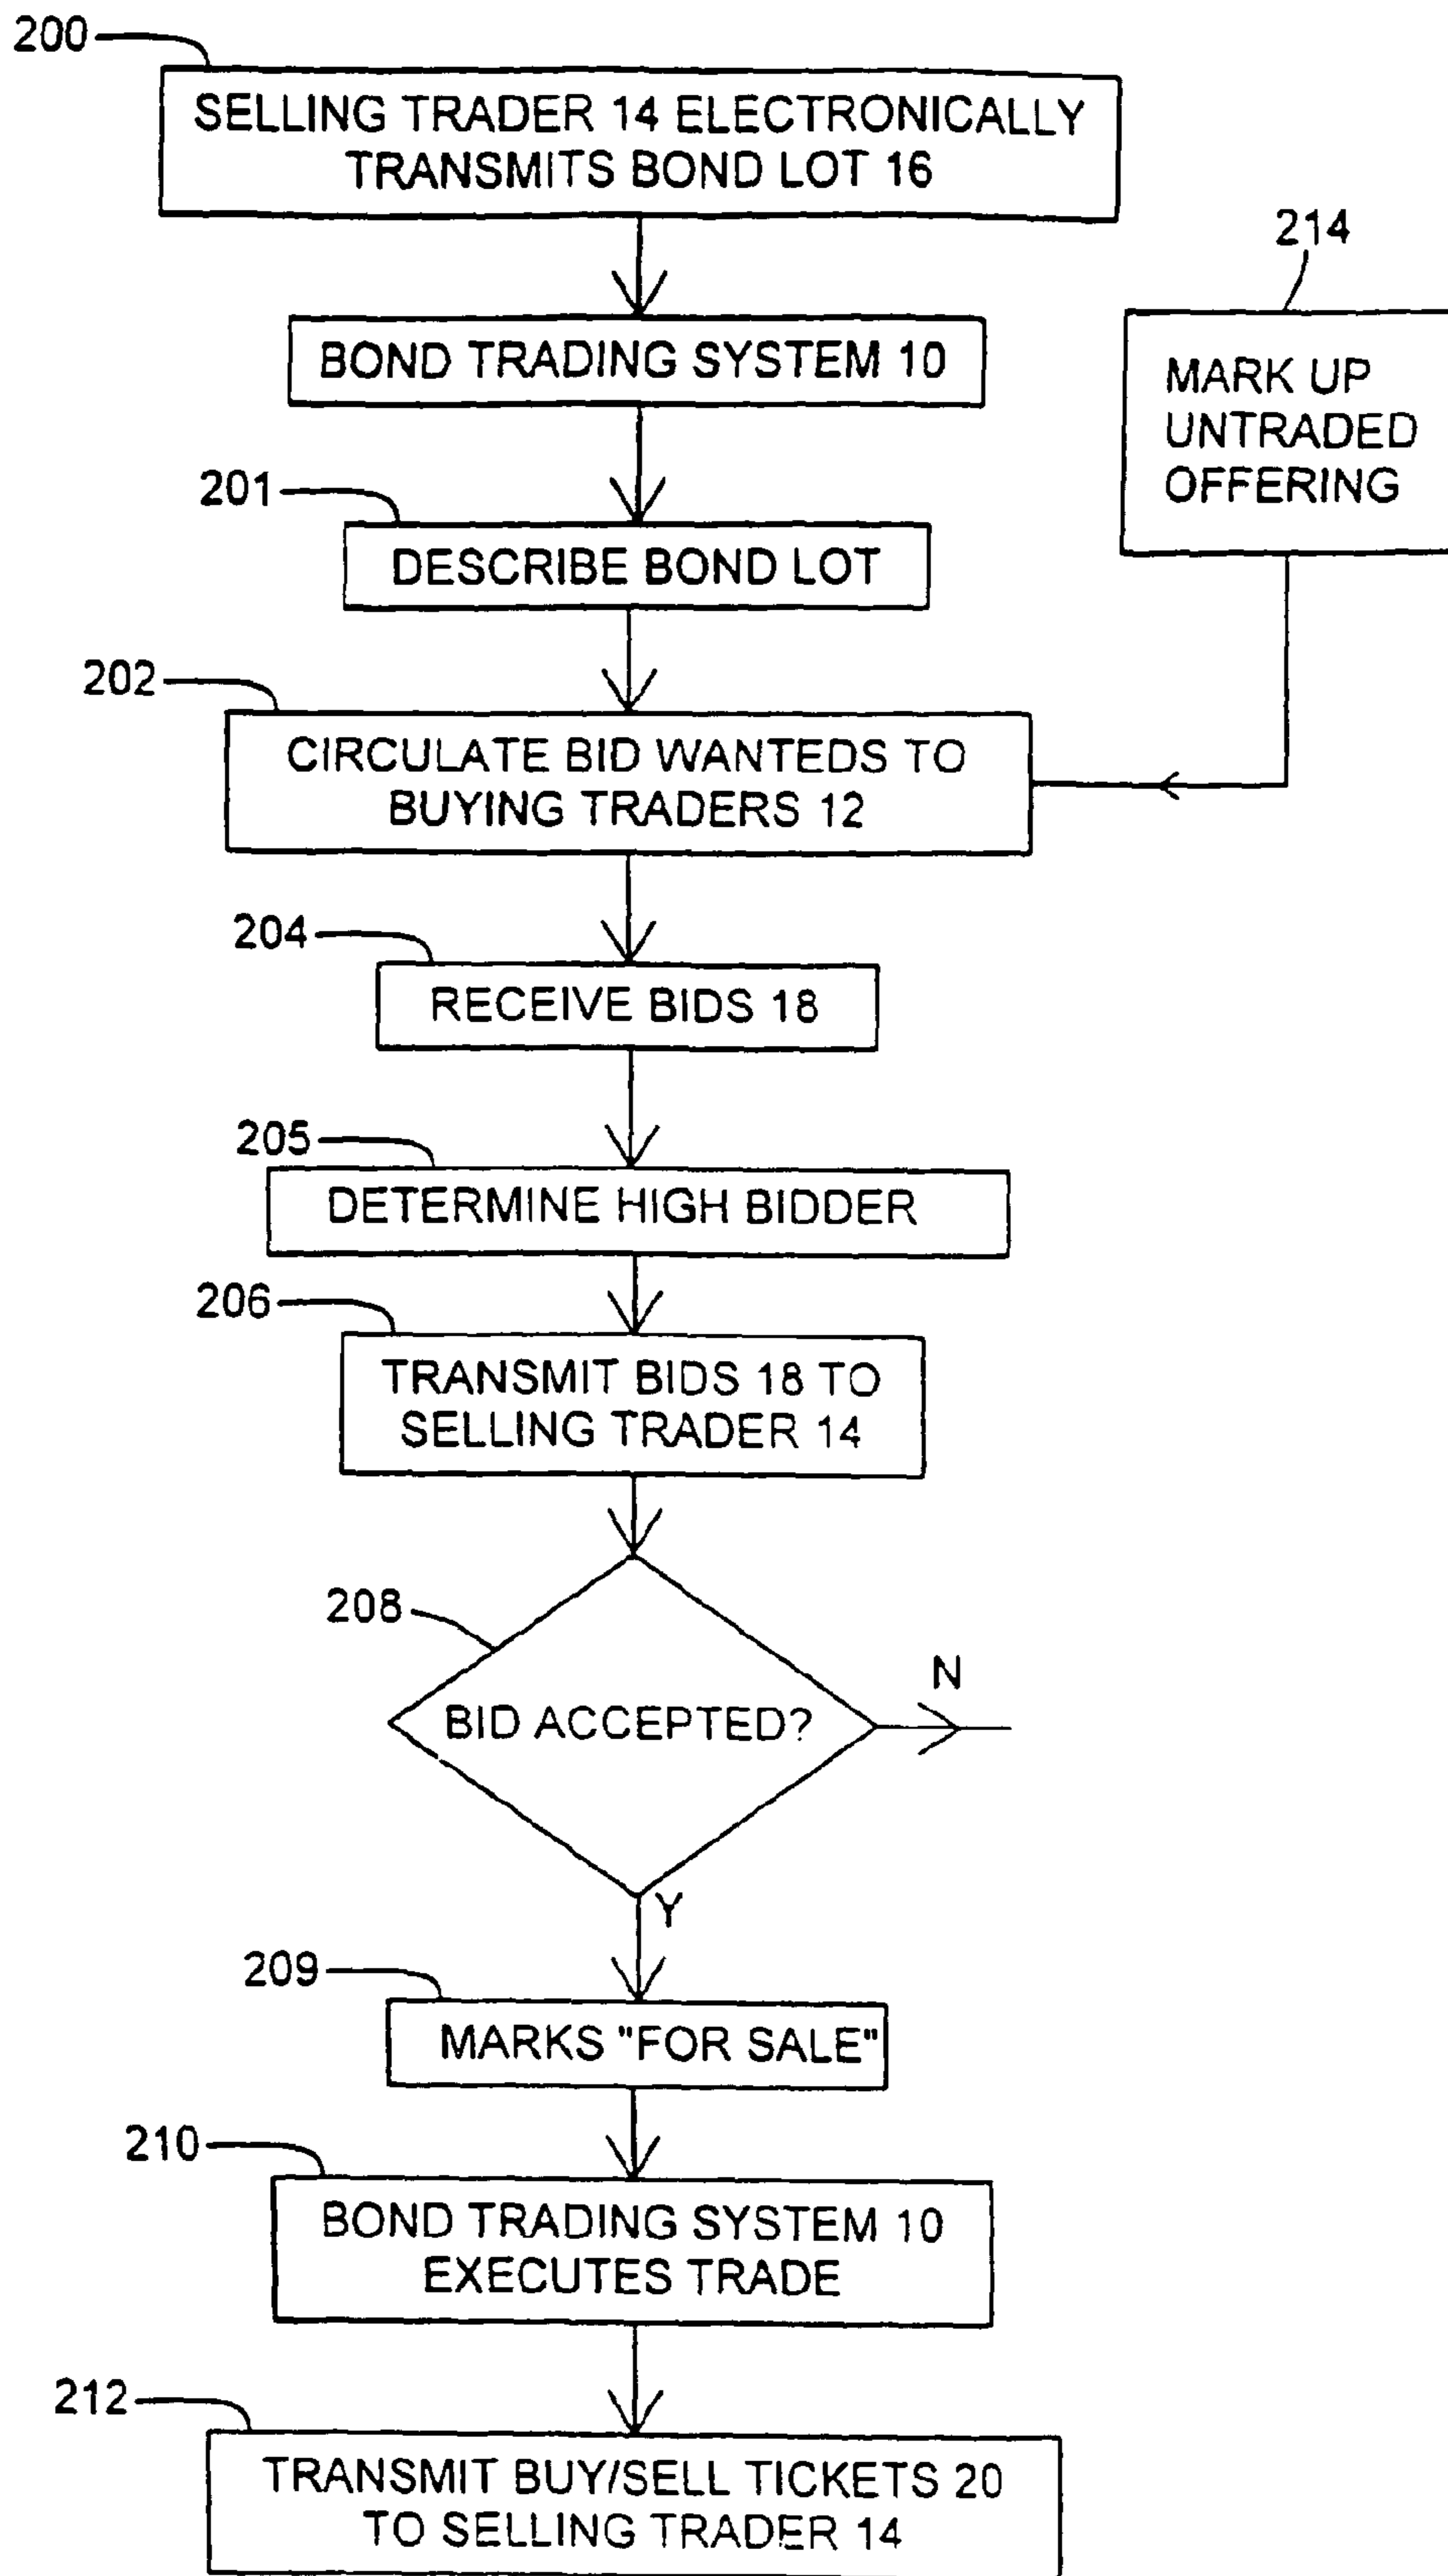 200
SELLING TRADER 14 ELECTRONICALLY
TRANSMITS BOND LOT 16
BOND TRADING SYSTEM 10
214
MARK UP
UNTRADED
OFFERING
201
DESCRIBE BOND LOT
202
CIRCULATE BID WANTEDS TO
BUYING TRADERS 12
204
RECEIVE BIDS 18
205
DETERMINE HIGH BIDDER
206
TRANSMIT BIDS 18 TO
SELLING TRADER 14
208
BID ACCEPTED?
N
Y
209
MARKS "FOR SALE"
210
BOND TRADING SYSTEM 10
EXECUTES TRADE
212
TRANSMIT BUY/SELL TICKETS 20
TO SELLING TRADER 14